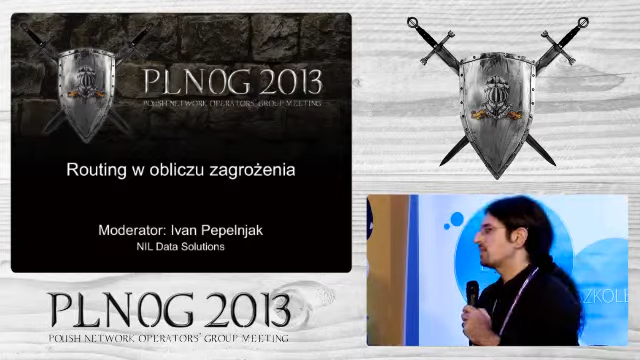 PLNOG 2013
POLISH NETWORK OPERATORS' GROUP MEETING
Routing w obliczu zagrożenia
Moderator: Ivan Pepelnjak
NIL Data Solutions
PLNOG 2013
POLISH NETWORK OPERATORS' GROUP MEETING